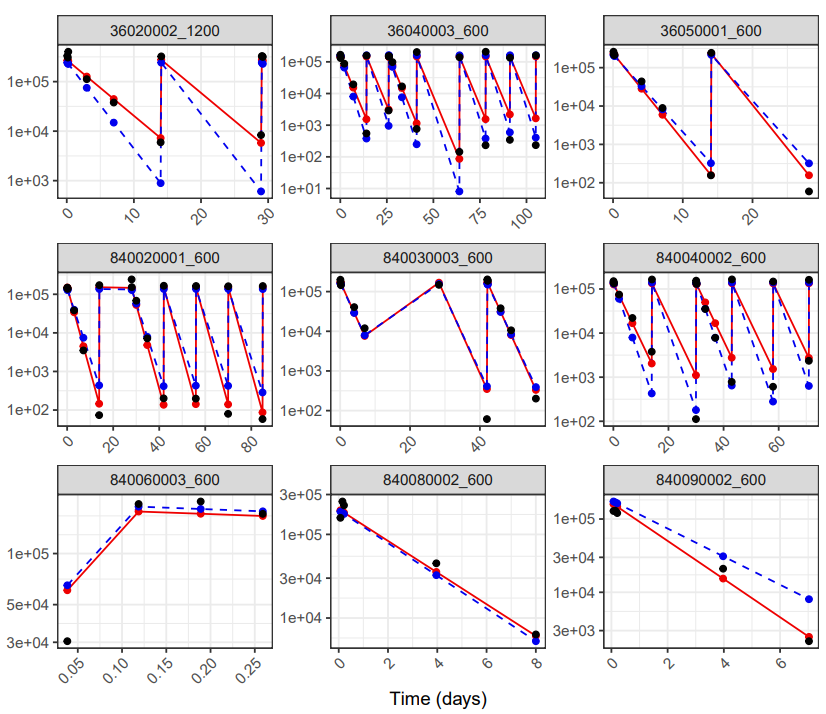 36020002_1200 36040003_600 36050001_600
1e+05 1e+04 1e+03
0 10 20 30
1e+05 1e+04 1e+03 1e+02 1e+01
0 25 50 75 100
1e+05 1e+04 1e+03 1e+02
0 10 20
840020001_600 840030003_600 840040002_600
1e+05 1e+04 1e+03 1e+02
0 20 40 60 80
1e+05 1e+04 1e+03 1e+02
0 20 40
1e+05 1e+04 1e+03 1e+02
0 20 40 60
840060003_600 840080002_600 840090002_600
1e+05 5e+04 3e+04
0.05 0.10 0.15 0.20 0.25
3e+05 1e+05 3e+04 1e+04
0 2 4 6 8
1e+05 3e+04 1e+04 3e+03
0 2 4 6
Time (days)